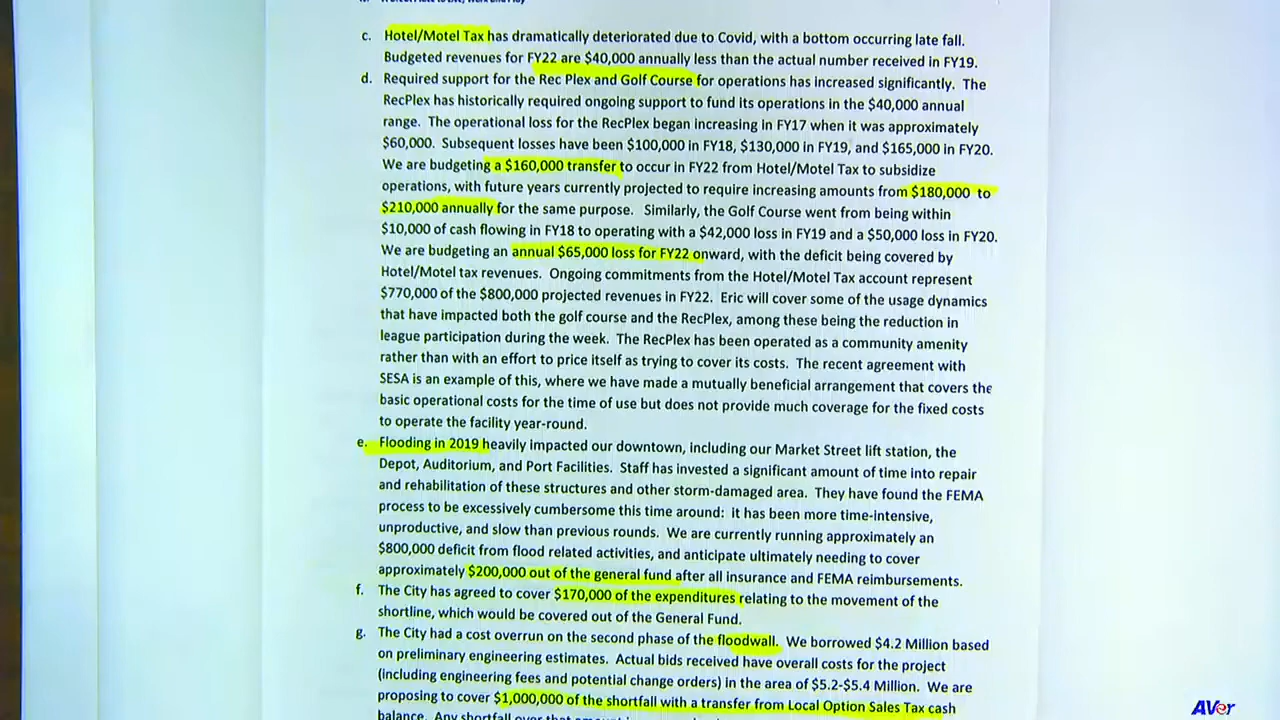 c. Hotel/Motel Tax has dramatically deteriorated due to Covid, with a bottom occurring late fall.
Budgeted revenues for FY22 are $40,000 annually less than the actual number received in FY19.
d. Required support for the Rec Plex and Golf Course for operations has increased significantly. The
RecPlex has historically required ongoing support to fund its operations in the $40,000 annual
range. The operational loss for the RecPlex began increasing in FY17 when it was approximately
$60,000. Subsequent losses have been $100,000 in FY18, $130,000 in FY19, and $165,000 in FY20.
We are budgeting a $160,000 transfer to occur in FY22 from Hotel/Motel Tax to subsidize
operations, with future years currently projected to require increasing amounts from $180,000 to
$210,000 annually for the same purpose. Similarly, the Golf Course went from being within
$10,000 of cash flowing in FY18 to operating with a $42,000 loss in FY19 and a $50,000 loss in FY20.
We are budgeting an annual $65,000 loss for FY22 onward, with the deficit being covered by
Hotel/Motel tax revenues. Ongoing commitments from the Hotel/Motel Tax account represent
$770,000 of the $800,000 projected revenues in FY22. Eric will cover some of the usage dynamics
that have impacted both the golf course and the RecPlex, among these being the reduction in
league participation during the week. The RecPlex has been operated as a community amenity
rather than with an effort to price itself as trying to cover its costs. The recent agreement with
SESA is an example of this, where we have made a mutually beneficial arrangement that covers the
basic operational costs for the time of use but does not provide much coverage for the fixed costs
to operate the facility year-round.
e. Flooding in 2019 heavily impacted our downtown, including our Market Street lift station, the
Depot, Auditorium, and Port Facilities. Staff has invested a significant amount of time into repair
and rehabilitation of these structures and other storm-damaged area. They have found the FEMA
process to be excessively cumbersome this time around: it has been more time-intensive,
unproductive, and slow than previous rounds. We are currently running approximately an
$800,000 deficit from flood related activities, and anticipate ultimately needing to cover
approximately $200,000 out of the general fund after all insurance and FEMA reimbursements.
f. The City has agreed to cover $170,000 of the expenditures relating to the movement of the
shortline, which would be covered out of the General Fund.
g. The City had a cost overrun on the second phase of the floodwall. We borrowed $4.2 Million based
on preliminary engineering estimates. Actual bids received have overall costs for the project
(including engineering fees and potential change orders) in the area of $5.2-$5.4 Million. We are
proposing to cover $1,000,000 of the shortfall with a transfer from Local Option Sales Tax cash
balance. Any shortfall over that
AVer